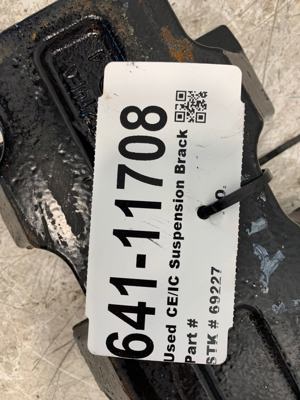 641-11708
Used CE/IC Suspension Brack
Part #
STK # 69227